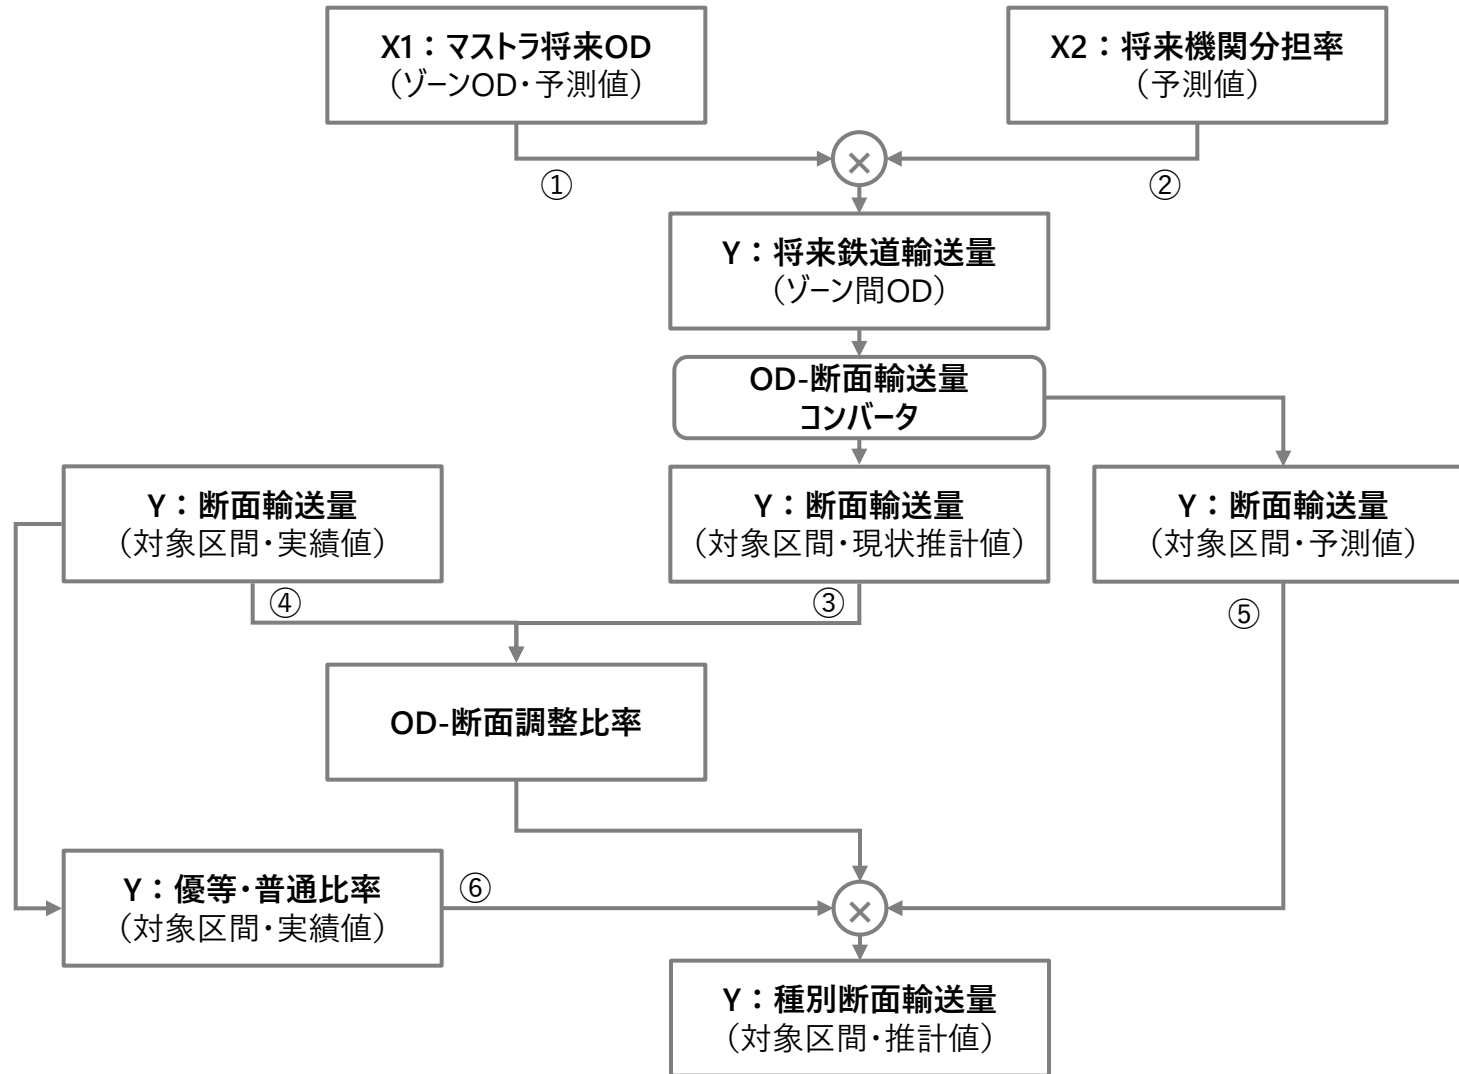 X1：マストラ将来OD
（ゾーンOD・予測値）
X2：将来機関分担率
（予測値）
×
①
②
Y：将来鉄道輸送量
（ゾーン間OD）
OD-断面輸送量
コンバータ
Y：断面輸送量
（対象区間・実績値）
Y：断面輸送量
（対象区間・現状推計値）
Y：断面輸送量
（対象区間・予測値）
④
③
⑤
OD-断面調整比率
Y：優等・普通比率
（対象区間・実績値）
⑥
×
Y：種別断面輸送量
（対象区間・推計値）